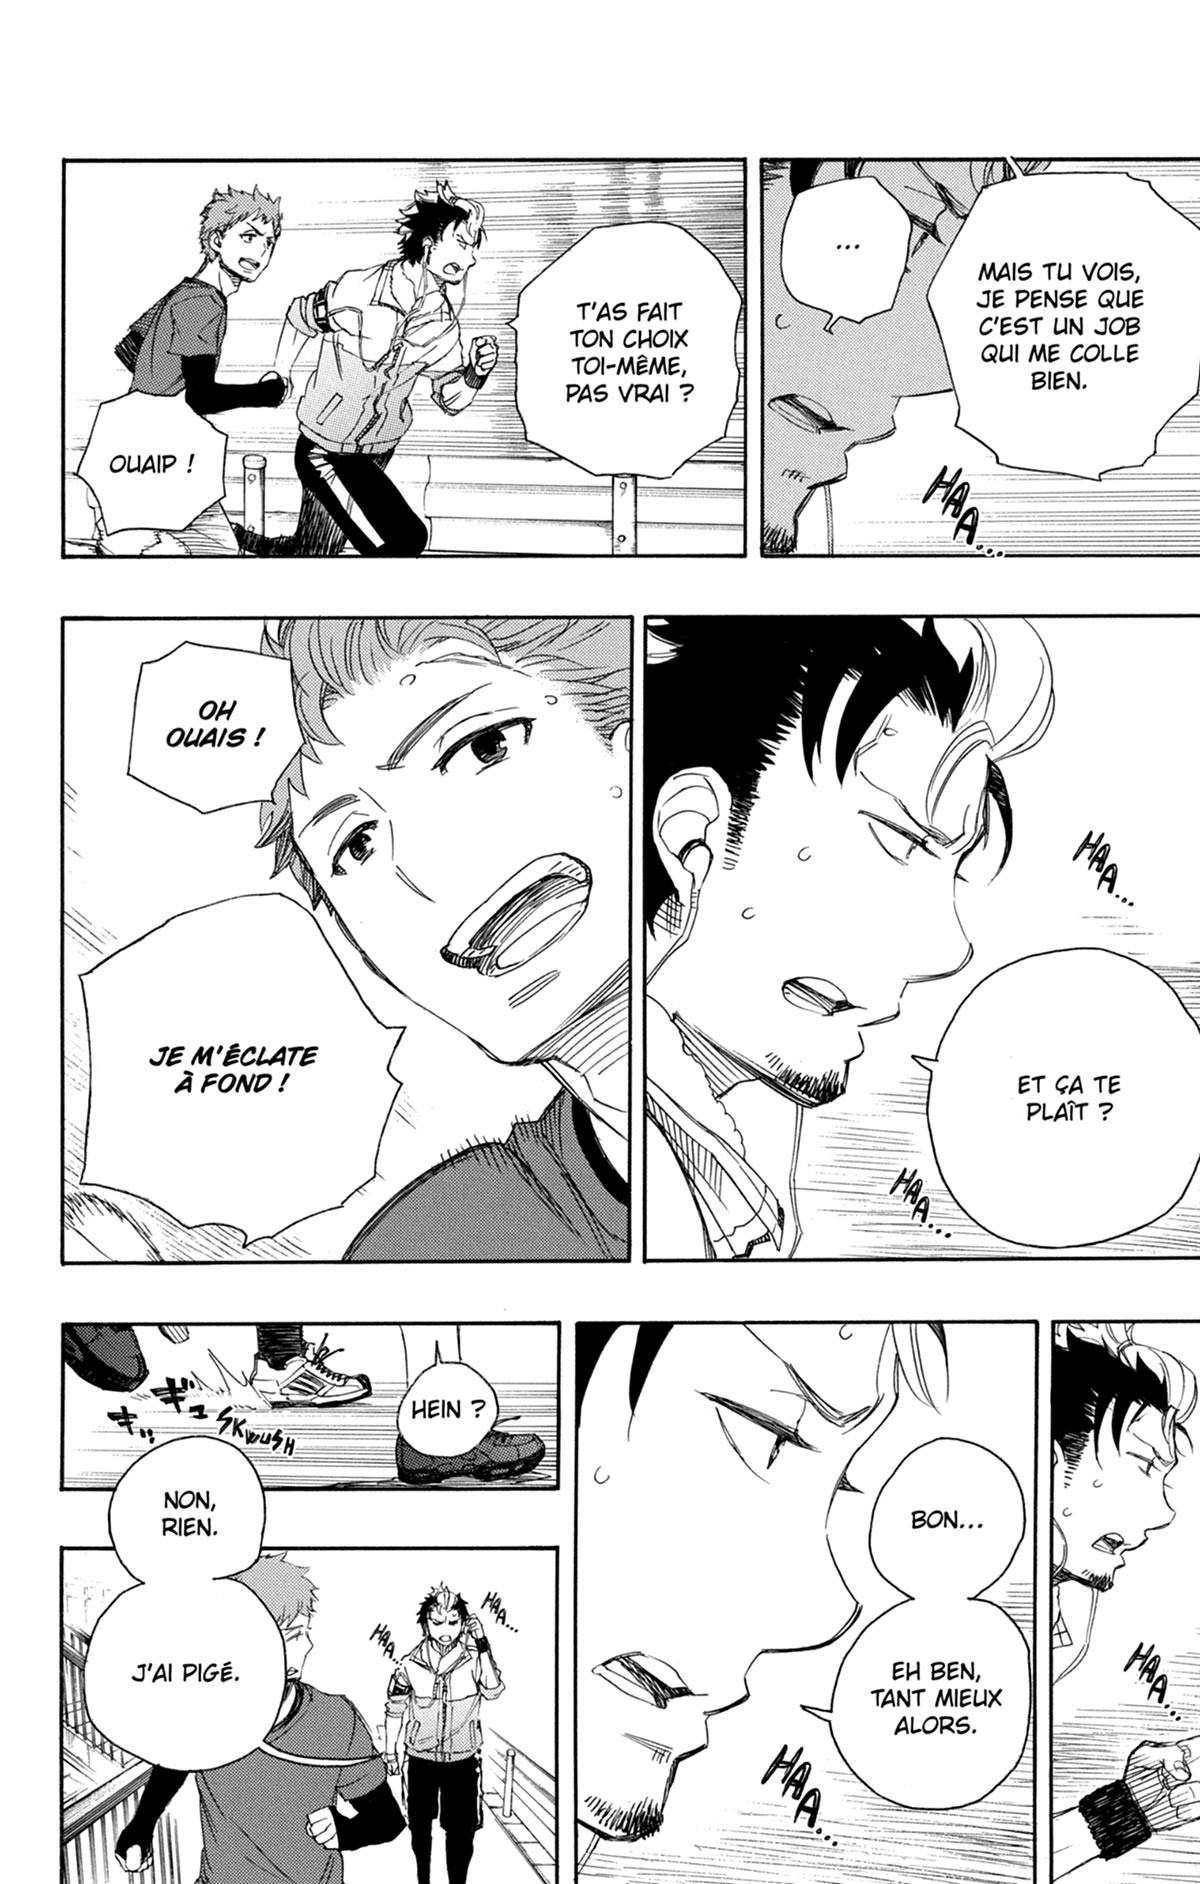 MAIS TU VOIS,
JE PENSE QUE
C'EST UN JOB
QUI ME COLLE
BIEN.
...
HAA...
T'AS FAIT
TON CHOIX
TOI-MÊME,
PAS VRAI ?
OUAIP !
HAA...
ET ÇA TE
PLAÎT ?
HAA...
OH
OUAIS !
JE M'ÉCLATE
À FOND !
HAA...
BON...
EH BEN,
TANT MIEUX
ALORS.
HAA...
HEIN ?
ギュ
キッ
SKWUSH
NON,
RIEN.
J'AI PIGÉ.
HAA...
HAA...